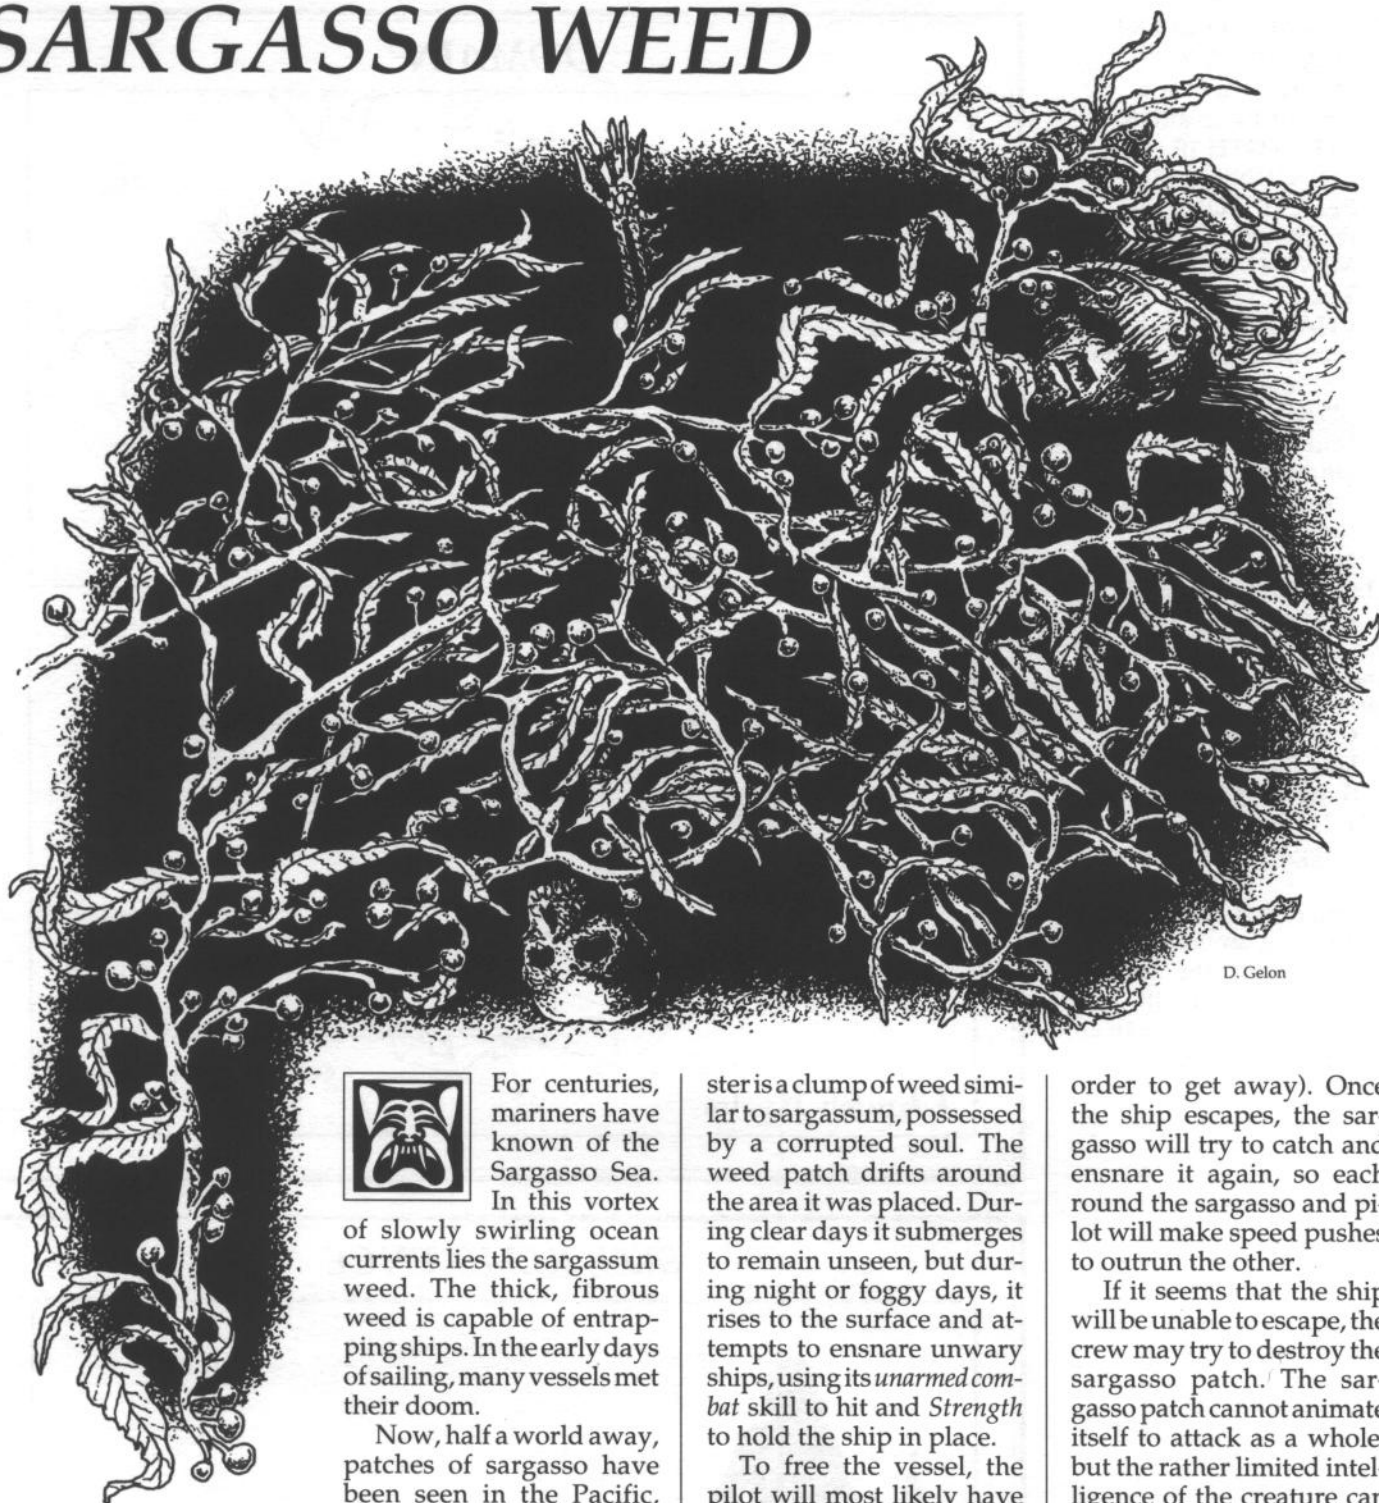 SARGASSO WEED
D. Gelon
For centuries,
mariners have
known of the
Sargasso Sea.
In this vortex
of slowly swirling ocean
currents lies the sargassum
weed. The thick, fibrous
weed is capable of entrap-
ping ships. In the early days
of sailing, many vessels met
their doom.
Now, half a world away,
patches of sargasso have
been seen in the Pacific,
ster is a clump of weed simi-
lar to sargassum, possessed
by a corrupted soul. The
weed patch drifts around
the area it was placed. Dur-
ing clear days it submerges
to remain unseen, but dur-
ing night or foggy days, it
rises to the surface and at-
tempts to ensnare unwary
ships, using its unarmed com-
bat skill to hit and Strength
to hold the ship in place.
To free the vessel, the
pilot will most likely have
order to get away). Once
the ship escapes, the sar-
gasso will try to catch and
ensnare it again, so each
round the sargasso and pi-
lot will make speed pushes
to outrun the other.
If it seems that the ship
will be unable to escape, the
crew may try to destroy the
sargasso patch. The sar-
gasso patch cannot animate
itself to attack as a whole
but the rather limited intel-
ligence of the creature can